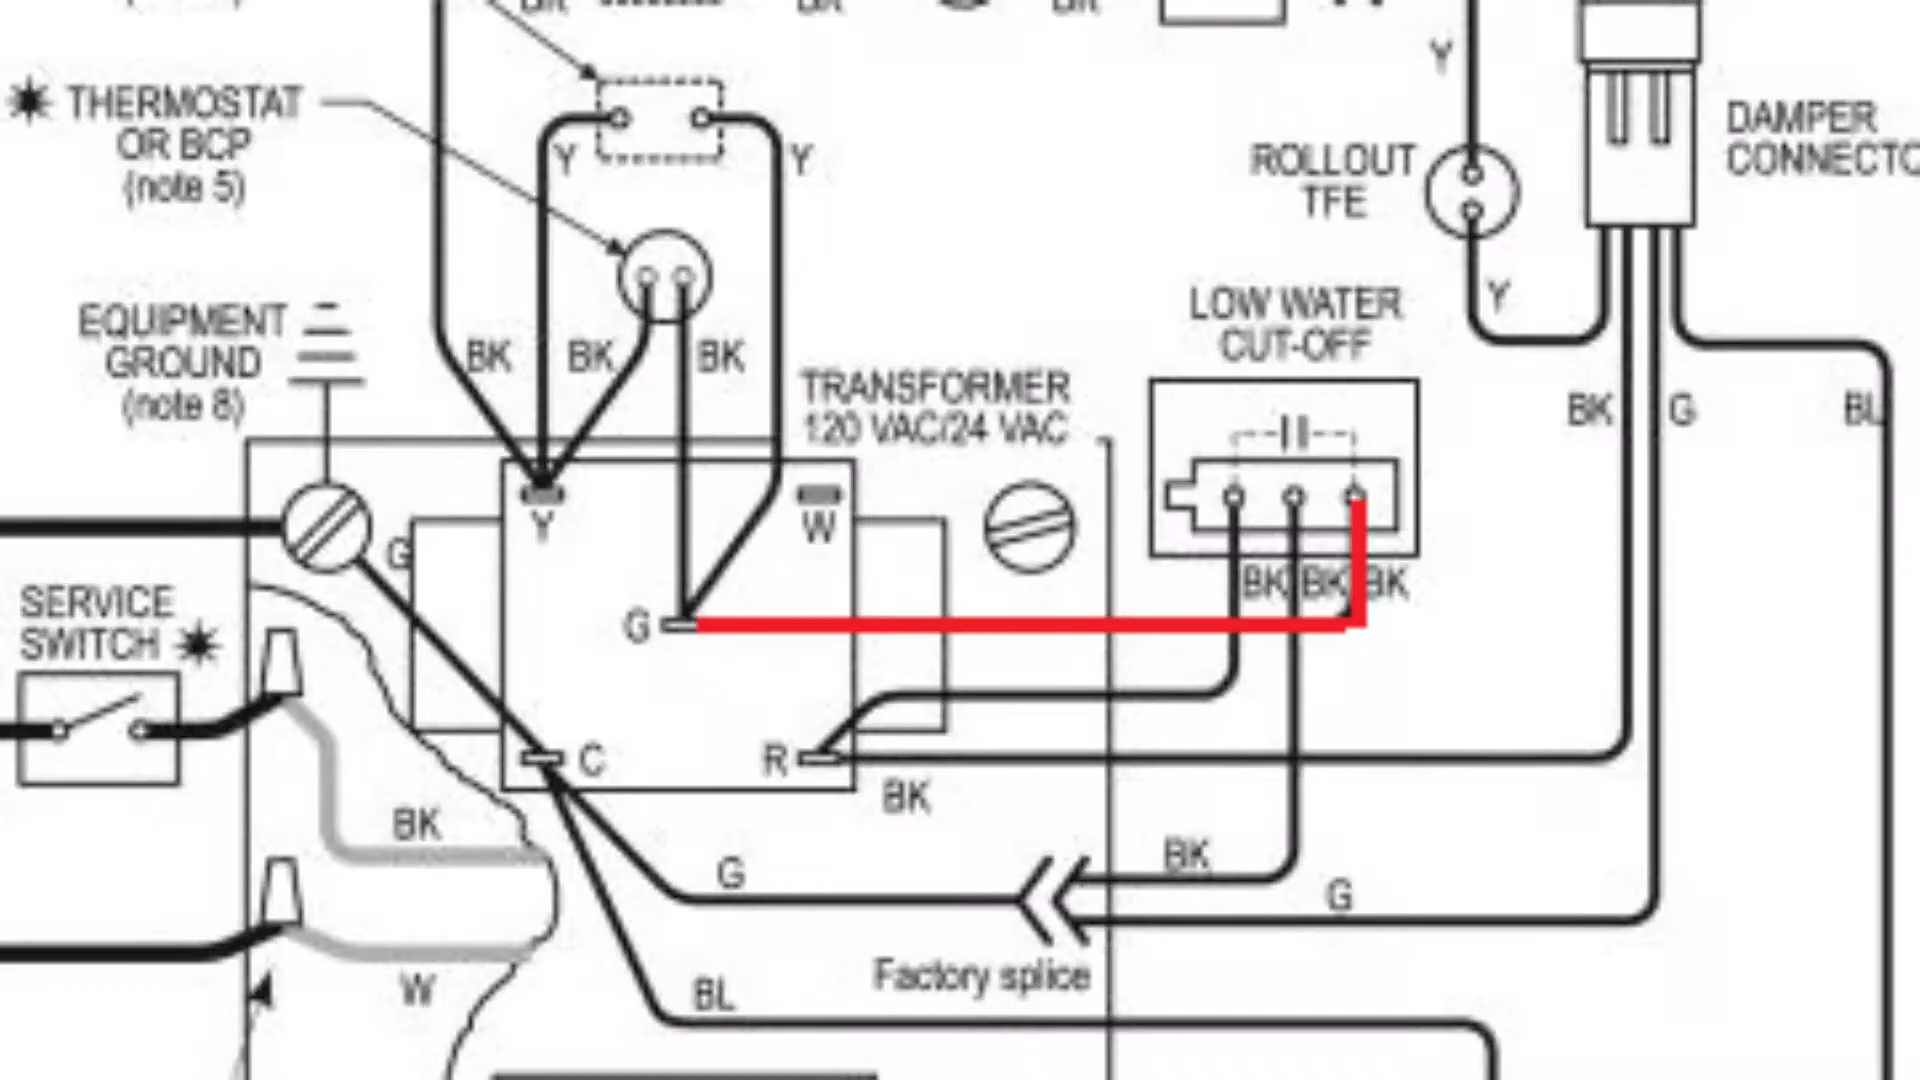 THERMOSTAT
OR BCP
(note 5)
Y
Y
Y
ROLLOUT
TFE
DAMPER
Y
EQUIPMENT
GROUND
(note 8)
BK
BK
BK
LOW WATER
CUT-OFF
TRANSFORMER
120 VAC/24 VAC
BK
G
BL
Y
W
G
BK
BK
BK
SERVICE
SWITCH
G
C
R
BK
BK
G
BK
G
Factory splice
W
BL